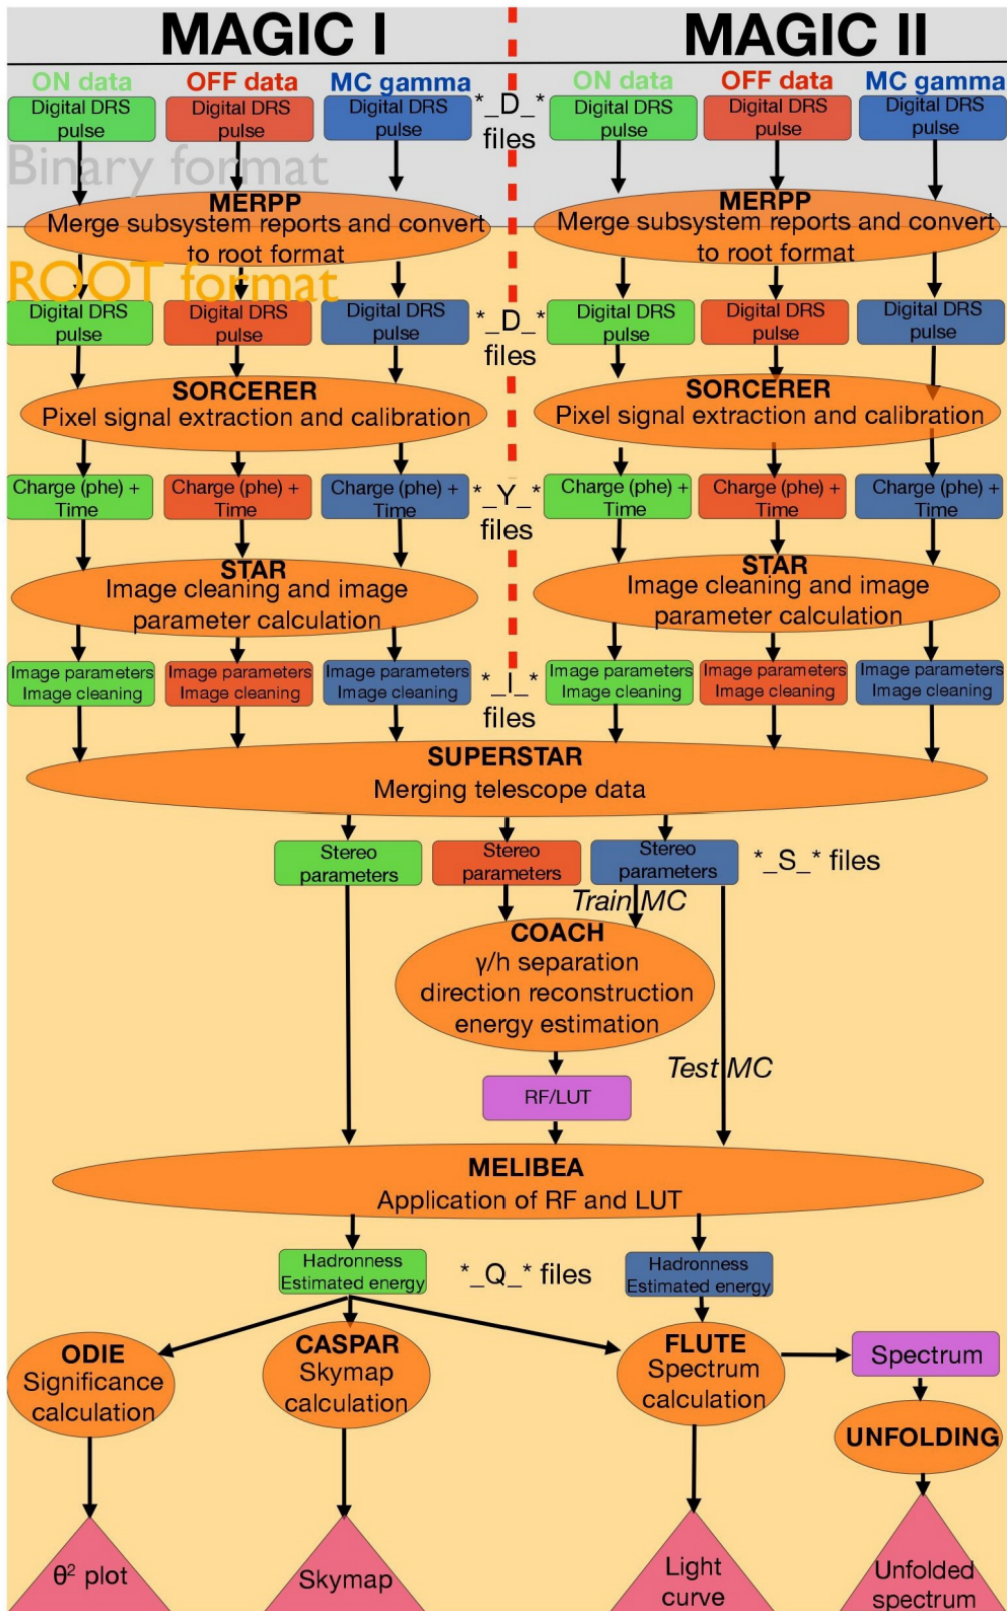 MAGIC I
MAGIC II
ON data
OFF data
MC gamma
ON data
OFF data
MC gamma
Digital DRS
pulse
Digital DRS
pulse
Digital DRS
pulse
*_D_*
files
Digital DRS
pulse
Digital DRS
pulse
Digital DRS
pulse
Binary format
MERPP
Merge subsystem reports and convert
to root format
MERPP
Merge subsystem reports and convert
to root format
ROOT format
Digital DRS
pulse
Digital DRS
pulse
Digital DRS
pulse
*_D_*
files
Digital DRS
pulse
Digital DRS
pulse
Digital DRS
pulse
SORCERER
Pixel signal extraction and calibration
SORCERER
Pixel signal extraction and calibration
Charge (phe) +
Time
Charge (phe) +
Time
Charge (phe) +
Time
*_Y_*
files
Charge (phe) +
Time
Charge (phe) +
Time
Charge (phe) +
Time
STAR
Image cleaning and image
parameter calculation
STAR
Image cleaning and image
parameter calculation
Image parameters
Image cleaning
Image parameters
Image cleaning
Image parameters
Image cleaning
*_I_*
files
Image parameters
Image cleaning
Image parameters
Image cleaning
Image parameters
Image cleaning
SUPERSTAR
Merging telescope data
Stereo
parameters
Stereo
parameters
Stereo
parameters
*_S_* files
Train MC
COACH
γ/h separation
direction reconstruction
energy estimation
Test MC
RF/LUT
MELIBEA
Application of RF and LUT
Hadronness
Estimated energy
*_Q_* files
Hadronness
Estimated energy
ODIE
Significance
calculation
CASPAR
Skymap
calculation
FLUTE
Spectrum
calculation
Spectrum
UNFOLDING
θ² plot
Skymap
Light
curve
Unfolded
spectrum